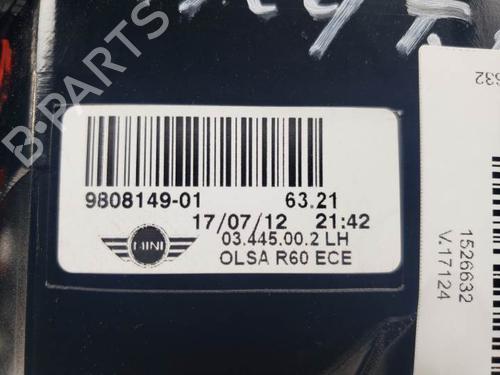 9808149-01 63.21
17/07/12 21:42
03.445.00.2 LH
MINI
OLSA R60 ECE
1526632
V.17124
B-PARTS